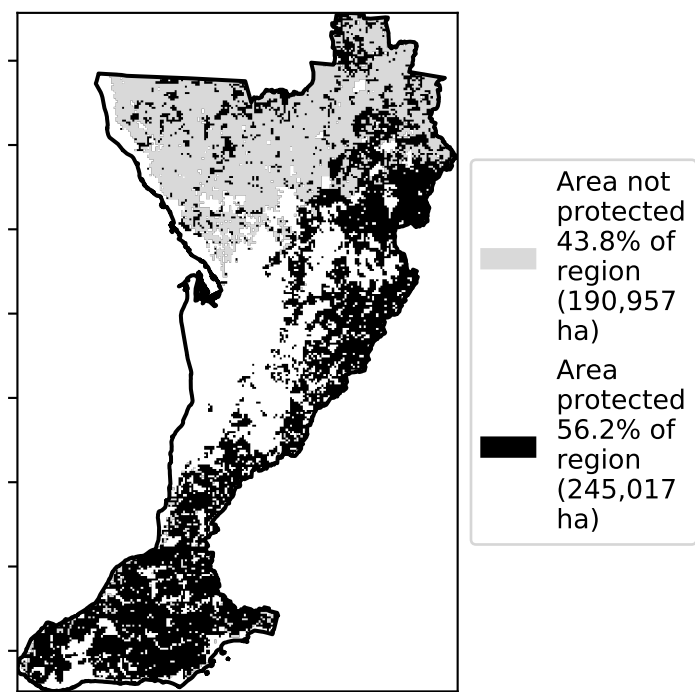 Area not
protected
43.8% of
region
(190,957
ha)
Area
protected
56.2% of
region
(245,017
ha)